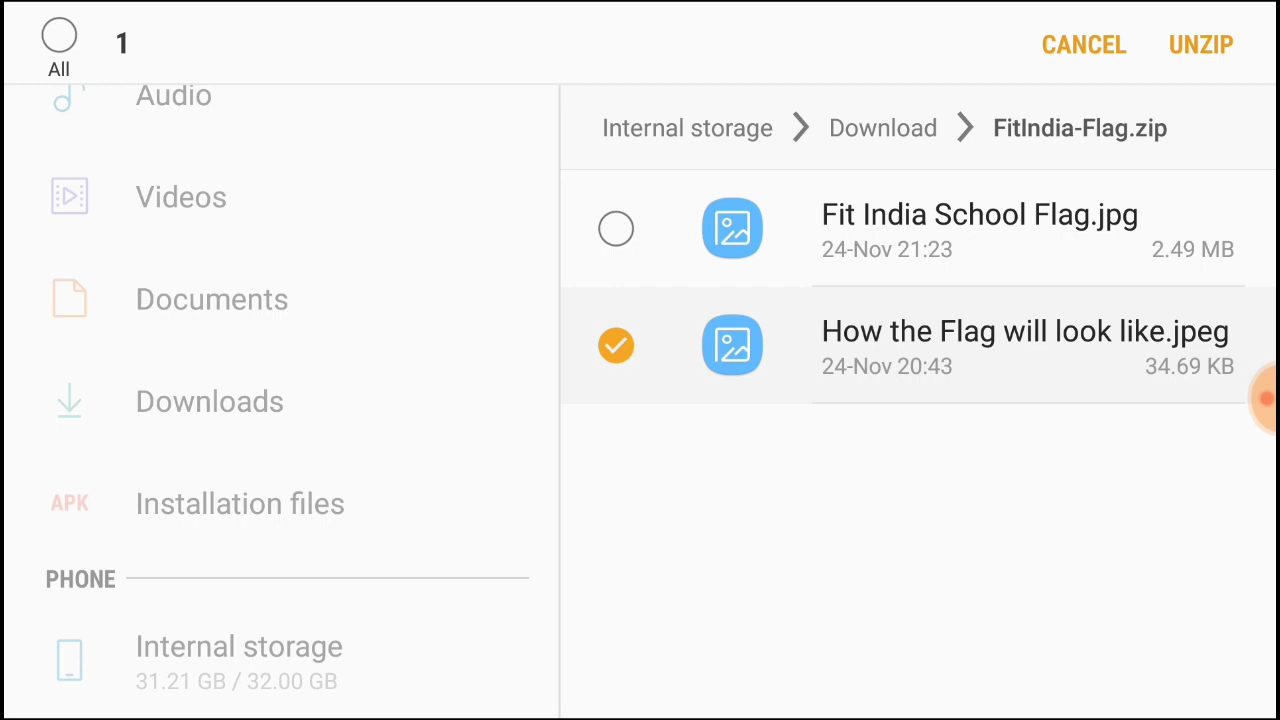 All
1
CANCEL
UNZIP
Audio
Videos
Documents
Downloads
APK
Installation files
PHONE
Internal storage
31.21 GB / 32.00 GB
Internal storage
Download
FitIndia-Flag.zip
Fit India School Flag.jpg
24-Nov 21:23
2.49 MB
How the Flag will look like.jpeg
24-Nov 20:43
34.69 KB